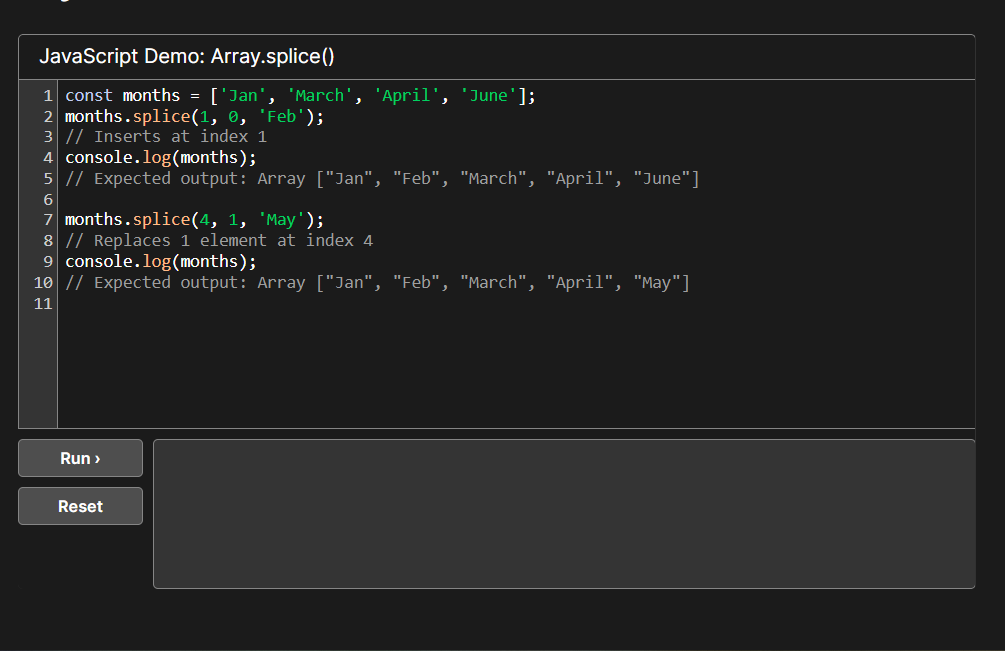 JavaScript Demo: Array.splice()
1 const months = ['Jan', 'March', 'April', 'June'];
2 months.splice(1, 0, 'Feb');
3 // Inserts at index 1
4 console.log(months);
5 // Expected output: Array ["Jan", "Feb", "March", "April", "June"]
6
7 months.splice(4, 1, 'May');
8 // Replaces 1 element at index 4
9 console.log(months);
10 // Expected output: Array ["Jan", "Feb", "March", "April", "May"]
11
Run ›
Reset